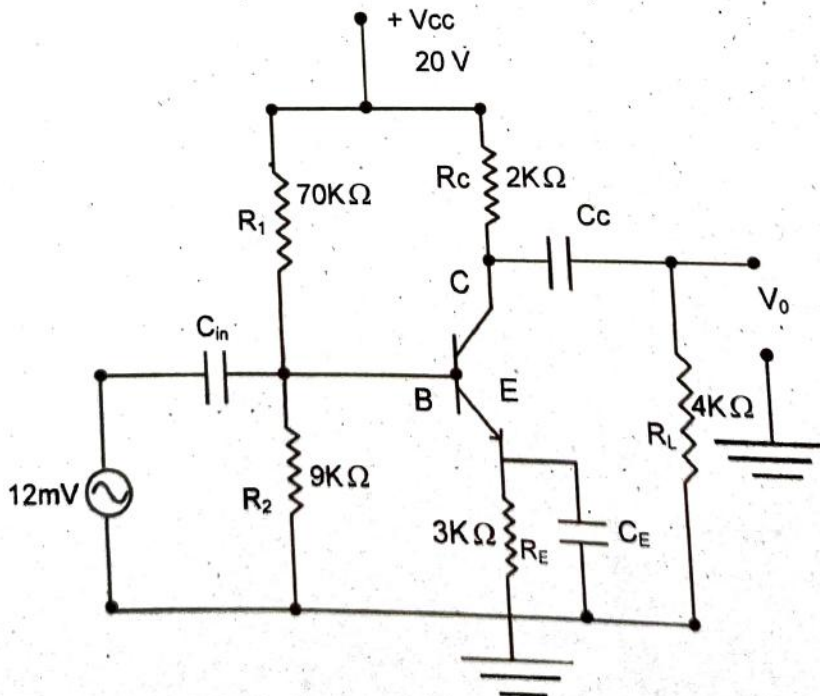 + Vcc
20 V
70KΩ
R₁
Rc
2KΩ
Cc
C
V₀
Cin
B
E
4KΩ
RL
12mV
R₂
9KΩ
3KΩ
RE
CE